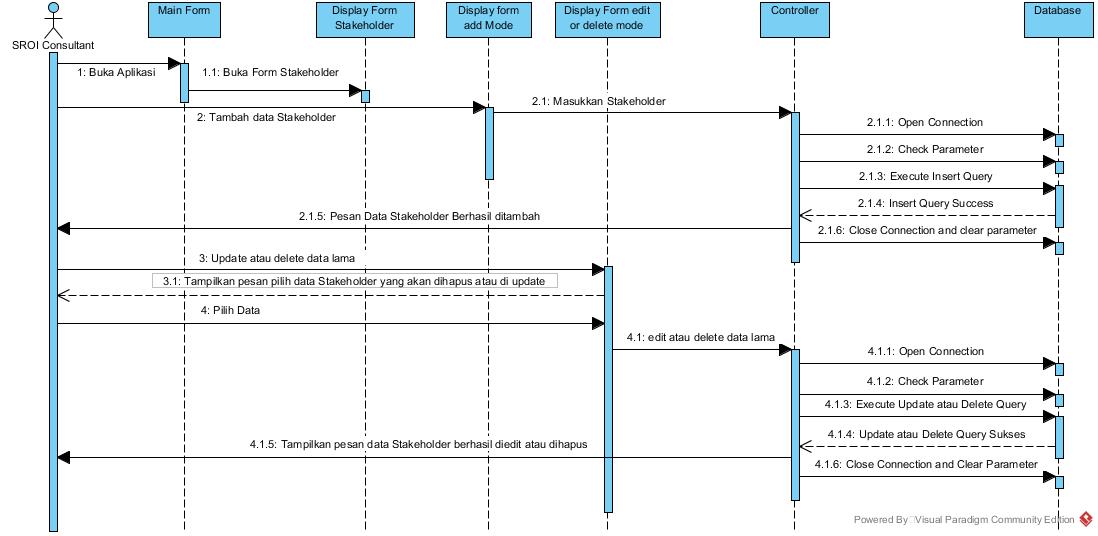 Main Form
Display Form
Stakeholder
Display form
add Mode
Display Form edit
or delete mode
Controller
Database
SROI Consultant
1: Buka Aplikasi
1.1: Buka Form Stakeholder
2: Tambah data Stakeholder
2.1: Masukkan Stakeholder
2.1.1: Open Connection
2.1.2: Check Parameter
2.1.3: Execute Insert Query
2.1.4: Insert Query Success
2.1.5: Pesan Data Stakeholder Berhasil ditambah
2.1.6: Close Connection and clear parameter
3: Update atau delete data lama
3.1: Tampilkan pesan pilih data Stakeholder yang akan dihapus atau di update
4: Pilih Data
4.1: edit atau delete data lama
4.1.1: Open Connection
4.1.2: Check Parameter
4.1.3: Execute Update atau Delete Query
4.1.4: Update atau Delete Query Sukses
4.1.5: Tampilkan pesan data Stakeholder berhasil diedit atau dihapus
4.1.6: Close Connection and Clear Parameter
Powered By Visual Paradigm Community Edition